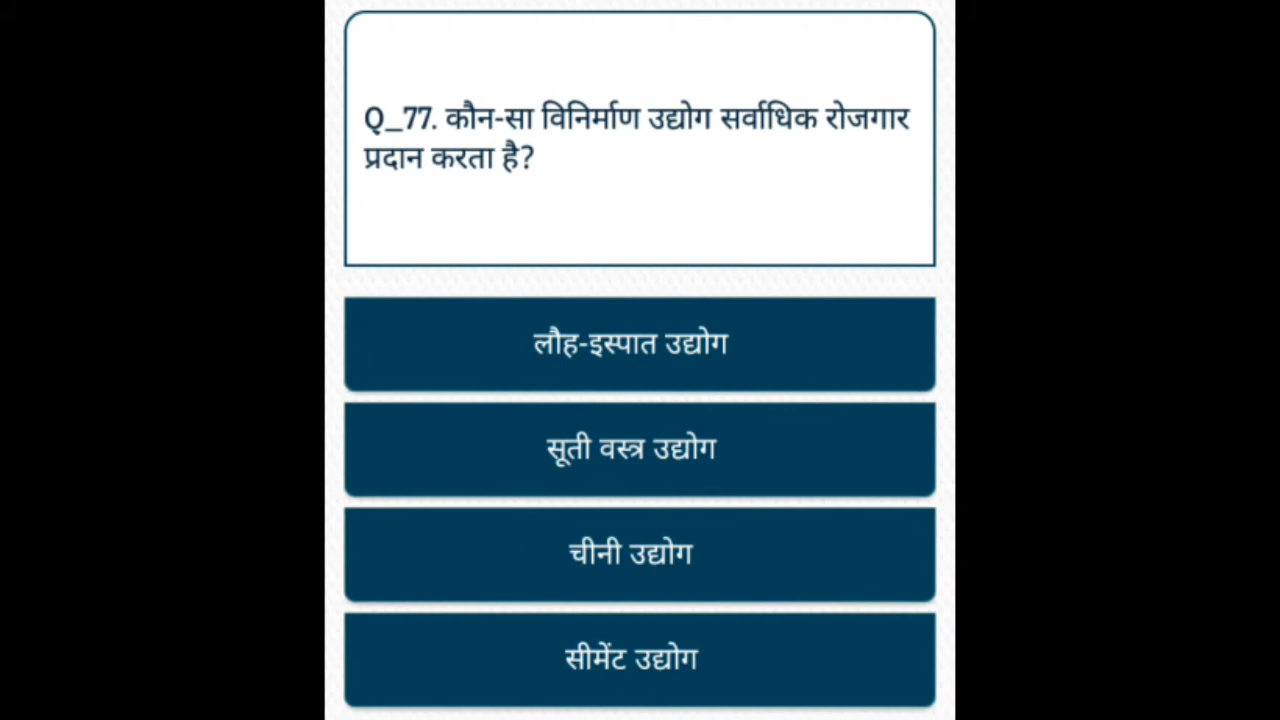 Q_77. कौन-सा विनिर्माण उद्योग सर्वाधिक रोजगार
प्रदान करता है?
लौह-इस्पात उद्योग
सूती वस्त्र उद्योग
चीनी उद्योग
सीमेंट उद्योग